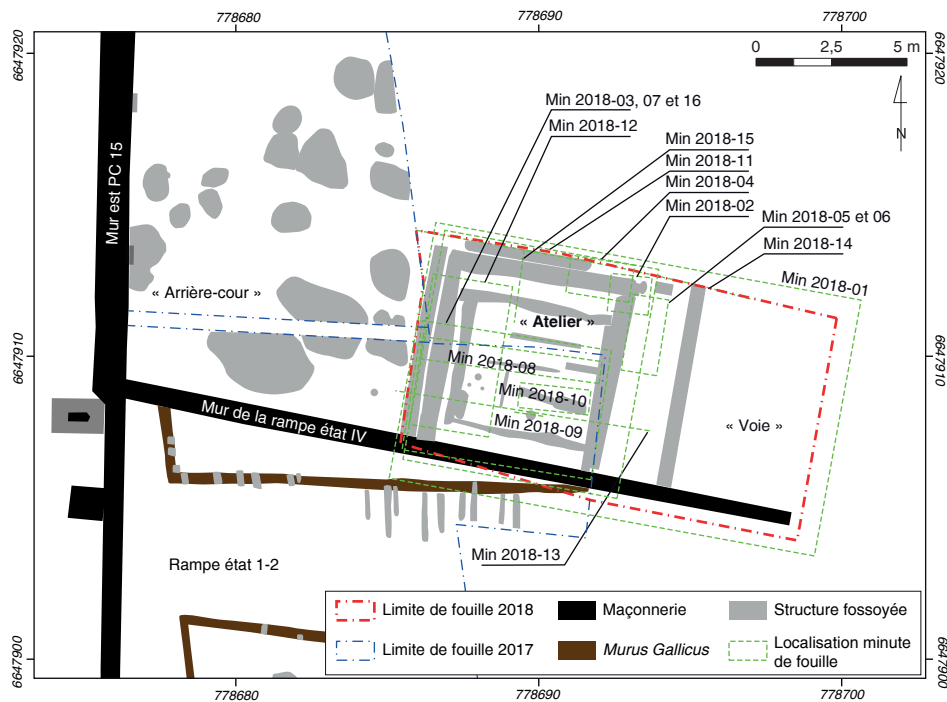 778680
778690
778700
6647920
6647920
0
2,5
5 m
N
Min 2018-03, 07 et 16
Min 2018-12
Min 2018-15
Min 2018-11
Min 2018-04
Min 2018-02
Min 2018-05 et 06
Min 2018-14
Min 2018-01
Mur est PC 15
« Arrière-cour »
« Atelier »
6647910
6647910
Min 2018-08
Min 2018-10
Min 2018-09
Mur de la rampe état IV
« Voie »
Min 2018-13
Rampe état 1-2
Limite de fouille 2018
Maçonnerie
Structure fossoyée
Limite de fouille 2017
Murus Gallicus
Localisation minute
de fouille
6647900
6647900
778680
778690
778700